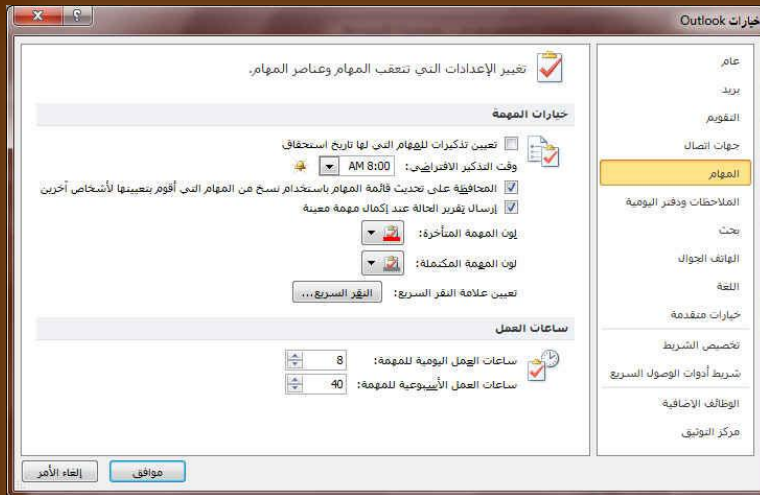 خيارات Outlook
عام
بريد
التقويم
جهات اتصال
المهام
الملاحظات ودفتر اليومية
بحث
الهاتف الجوال
اللغة
خيارات متقدمة
تخصيص الشريط
شريط أدوات الوصول السريع
الوظائف الإضافية
مركز التوثيق
تغيير الإعدادات التي تتعقب المهام وعناصر المهام.
خيارات المهمة
تعيين تذكيرات للمهام التي لها تاريخ استحقاق
وقت التذكير الافتراضي: 8:00 AM
المحافظة على تحديث قائمة المهام باستخدام نسخ من المهام التي أقوم بتعيينها لأشخاص آخرين
إرسال تقرير الحالة عند إكمال مهمة معينة
لون المهمة المتأخرة:
لون المهمة المكتملة:
تعيين علامة النقر السريع: النقر السريع...
ساعات العمل
ساعات العمل اليومية للمهمة: 8
ساعات العمل الأسبوعية للمهمة: 40
موافق إلغاء الأمر